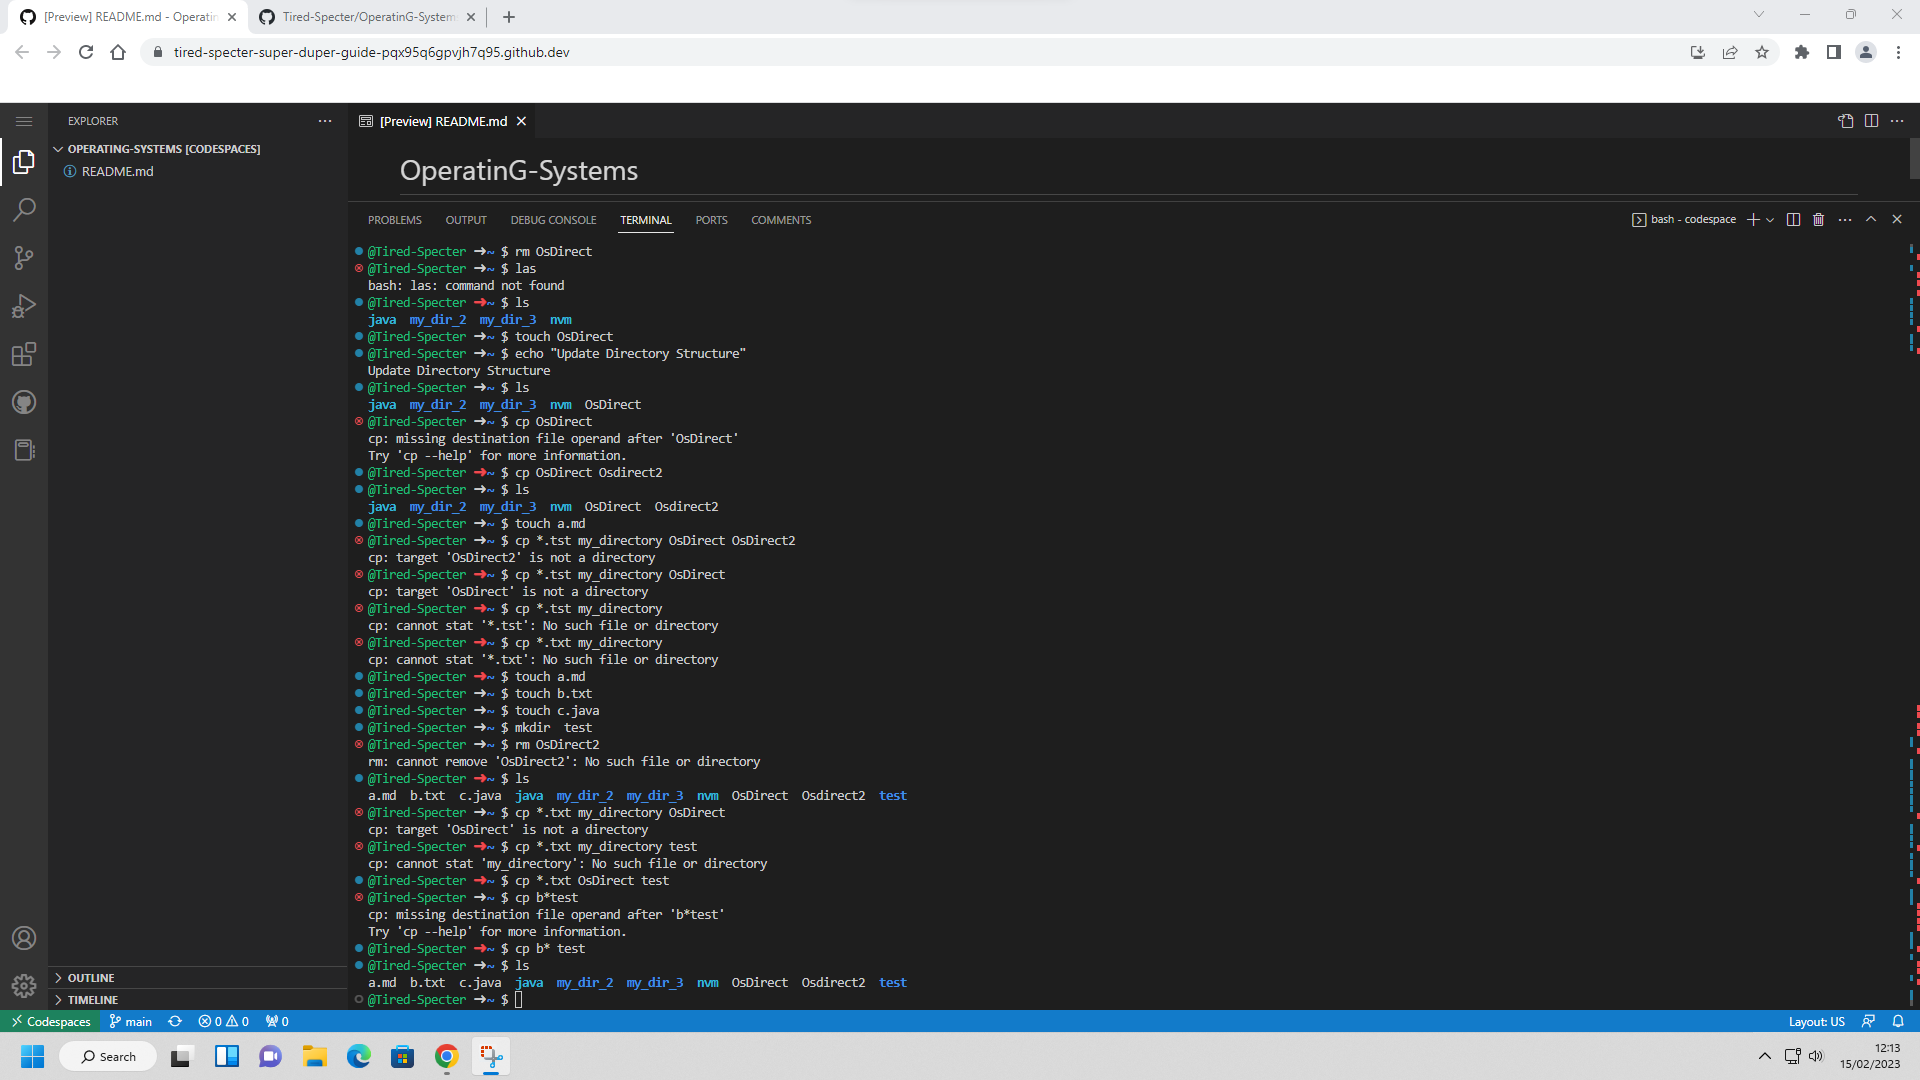 [Preview] README.md - Operatin
Tired-Specter/OperatinG-System
tired-specter-super-duper-guide-pqx95q6gpvjh7q95.github.dev
EXPLORER
[Preview] README.md
OPERATING-SYSTEMS [CODESPACES]
README.md
OperatinG-Systems
PROBLEMS OUTPUT DEBUG CONSOLE TERMINAL PORTS COMMENTS
bash - codespace
@Tired-Specter ➜~ $ rm OsDirect
@Tired-Specter ➜~ $ las
bash: las: command not found
@Tired-Specter ➜~ $ ls
java my_dir_2 my_dir_3 nvm
@Tired-Specter ➜~ $ touch OsDirect
@Tired-Specter ➜~ $ echo "Update Directory Structure"
Update Directory Structure
@Tired-Specter ➜~ $ ls
java my_dir_2 my_dir_3 nvm OsDirect
@Tired-Specter ➜~ $ cp OsDirect
cp: missing destination file operand after 'OsDirect'
Try 'cp --help' for more information.
@Tired-Specter ➜~ $ cp OsDirect Osdirect2
@Tired-Specter ➜~ $ ls
java my_dir_2 my_dir_3 nvm OsDirect Osdirect2
@Tired-Specter ➜~ $ touch a.md
@Tired-Specter ➜~ $ cp *.tst my_directory OsDirect OsDirect2
cp: target 'OsDirect2' is not a directory
@Tired-Specter ➜~ $ cp *.tst my_directory OsDirect
cp: target 'OsDirect' is not a directory
@Tired-Specter ➜~ $ cp *.tst my_directory
cp: cannot stat '*.tst': No such file or directory
@Tired-Specter ➜~ $ cp *.txt my_directory
cp: cannot stat '*.txt': No such file or directory
@Tired-Specter ➜~ $ touch a.md
@Tired-Specter ➜~ $ touch b.txt
@Tired-Specter ➜~ $ touch c.java
@Tired-Specter ➜~ $ mkdir  test
@Tired-Specter ➜~ $ rm OsDirect2
rm: cannot remove 'OsDirect2': No such file or directory
@Tired-Specter ➜~ $ ls
a.md b.txt c.java java my_dir_2 my_dir_3 nvm OsDirect Osdirect2 test
@Tired-Specter ➜~ $ cp *.txt my_directory OsDirect
cp: target 'OsDirect' is not a directory
@Tired-Specter ➜~ $ cp *.txt my_directory test
cp: cannot stat 'my_directory': No such file or directory
@Tired-Specter ➜~ $ cp *.txt OsDirect test
@Tired-Specter ➜~ $ cp b*test
cp: missing destination file operand after 'b*test'
Try 'cp --help' for more information.
@Tired-Specter ➜~ $ cp b* test
@Tired-Specter ➜~ $ ls
a.md b.txt c.java java my_dir_2 my_dir_3 nvm OsDirect Osdirect2 test
@Tired-Specter ➜~ $
OUTLINE
TIMELINE
Codespaces main 0 0 0
Layout: US
Search
12:13
15/02/2023